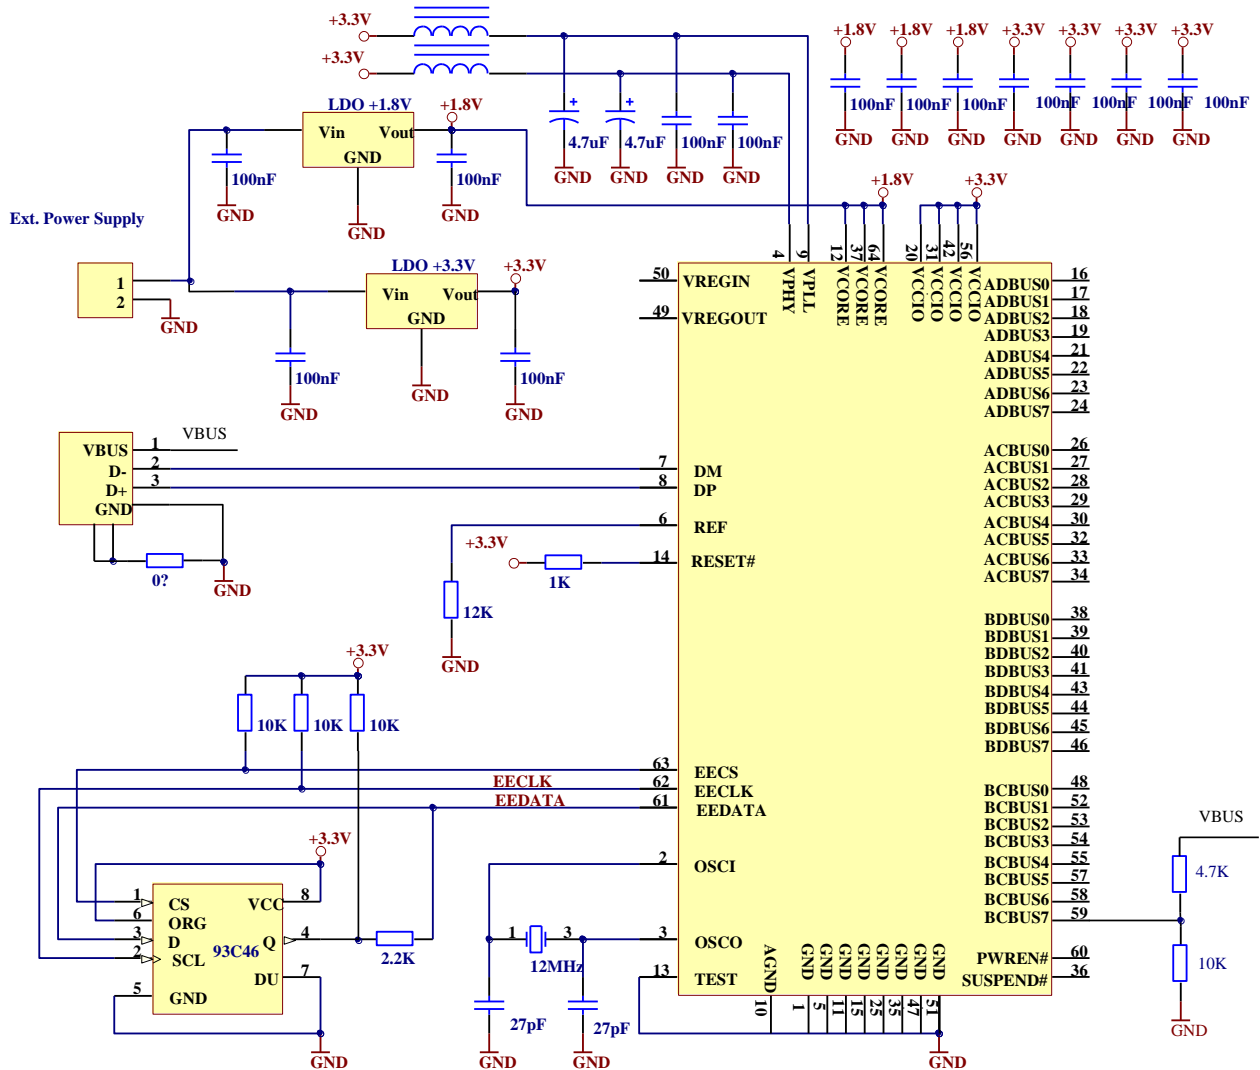 +3.3V
+3.3V
4.7uF
4.7uF
100nF
100nF
GND
GND
GND
GND
+1.8V
+1.8V
+1.8V
+3.3V
+3.3V
+3.3V
+3.3V
100nF
100nF
100nF
100nF
100nF
100nF
100nF
GND
GND
GND
GND
GND
GND
GND
LDO +1.8V
+1.8V
Vin
Vout
GND
100nF
100nF
GND
GND
GND
Ext. Power Supply
1
2
GND
LDO +3.3V
+3.3V
Vin
Vout
GND
100nF
100nF
GND
GND
GND
+1.8V
+3.3V
VBUS
VBUS 1
D- 2
D+ 3
GND
0?
GND
+3.3V
1K
12K
GND
+3.3V
10K
10K
10K
EECLK
EEDATA
+3.3V
1 CS
6 ORG
3 D
2 SCL
5 GND
93C46
VCC 8
Q 4
DU 7
2.2K
GND
1
3
12MHz
27pF
27pF
GND
GND
50 VREGIN
49 VREGOUT
7 DM
8 DP
6 REF
14 RESET#
63 EECS
62 EECLK
61 EEDATA
2 OSCI
3 OSCO
13 TEST
4 VPHY
9 VPLL
12 VCORE
37 VCORE
64 VCORE
20 VCCIO
31 VCCIO
42 VCCIO
56 VCCIO
ADBUS0 16
ADBUS1 17
ADBUS2 18
ADBUS3 19
ADBUS4 21
ADBUS5 22
ADBUS6 23
ADBUS7 24
ACBUS0 26
ACBUS1 27
ACBUS2 28
ACBUS3 29
ACBUS4 30
ACBUS5 32
ACBUS6 33
ACBUS7 34
BDBUS0 38
BDBUS1 39
BDBUS2 40
BDBUS3 41
BDBUS4 43
BDBUS5 44
BDBUS6 45
BDBUS7 46
BCBUS0 48
BCBUS1 52
BCBUS2 53
BCBUS3 54
BCBUS4 55
BCBUS5 57
BCBUS6 58
BCBUS7 59
PWREN# 60
SUSPEND# 36
AGND 10
GND 1
GND 5
GND 11
GND 15
GND 25
GND 35
GND 47
GND 51
GND
VBUS
4.7K
10K
GND